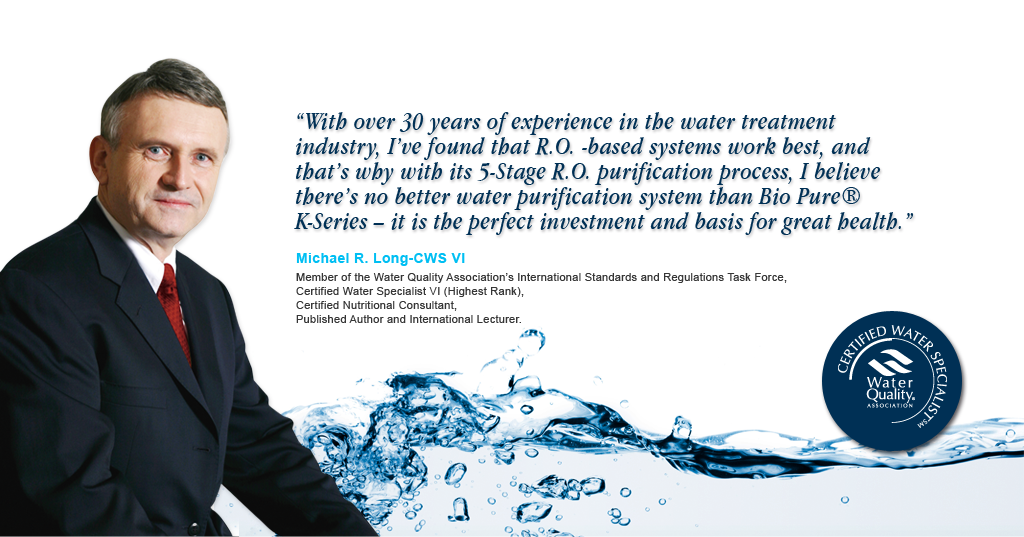 “With over 30 years of experience in the water treatment
industry, I’ve found that R.O. -based systems work best, and
that’s why with its 5-Stage R.O. purification process, I believe
there’s no better water purification system than Bio Pure®
K-Series – it is the perfect investment and basis for great health.”
Michael R. Long-CWS VI
Member of the Water Quality Association’s International Standards and Regulations Task Force,
Certified Water Specialist VI (Highest Rank),
Certified Nutritional Consultant,
Published Author and International Lecturer.
CERTIFIED WATER SPECIALIST℠
Water
Quality®
ASSOCIATION